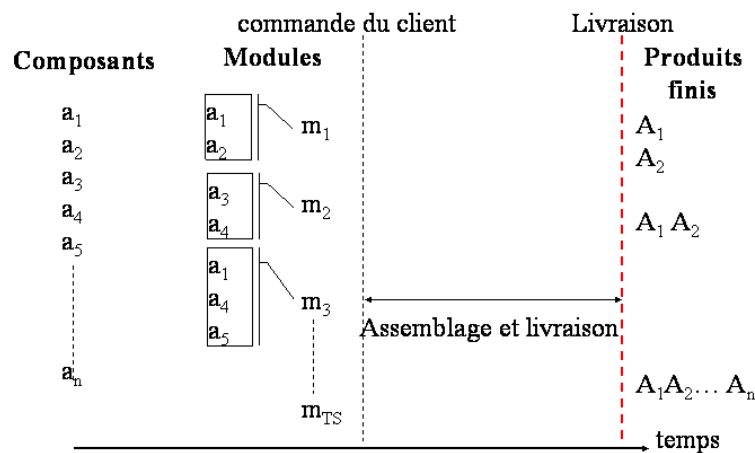 commande du client
Livraison
Composants
Modules
Produits
finis
a₁
a₂
a₃
a₄
a₅
aₙ
a₁
a₂
m₁
a₃
a₄
m₂
a₁
a₄
a₅
m₃
m_TS
Assemblage et livraison
A₁
A₂
A₁ A₂
A₁A₂… Aₙ
temps